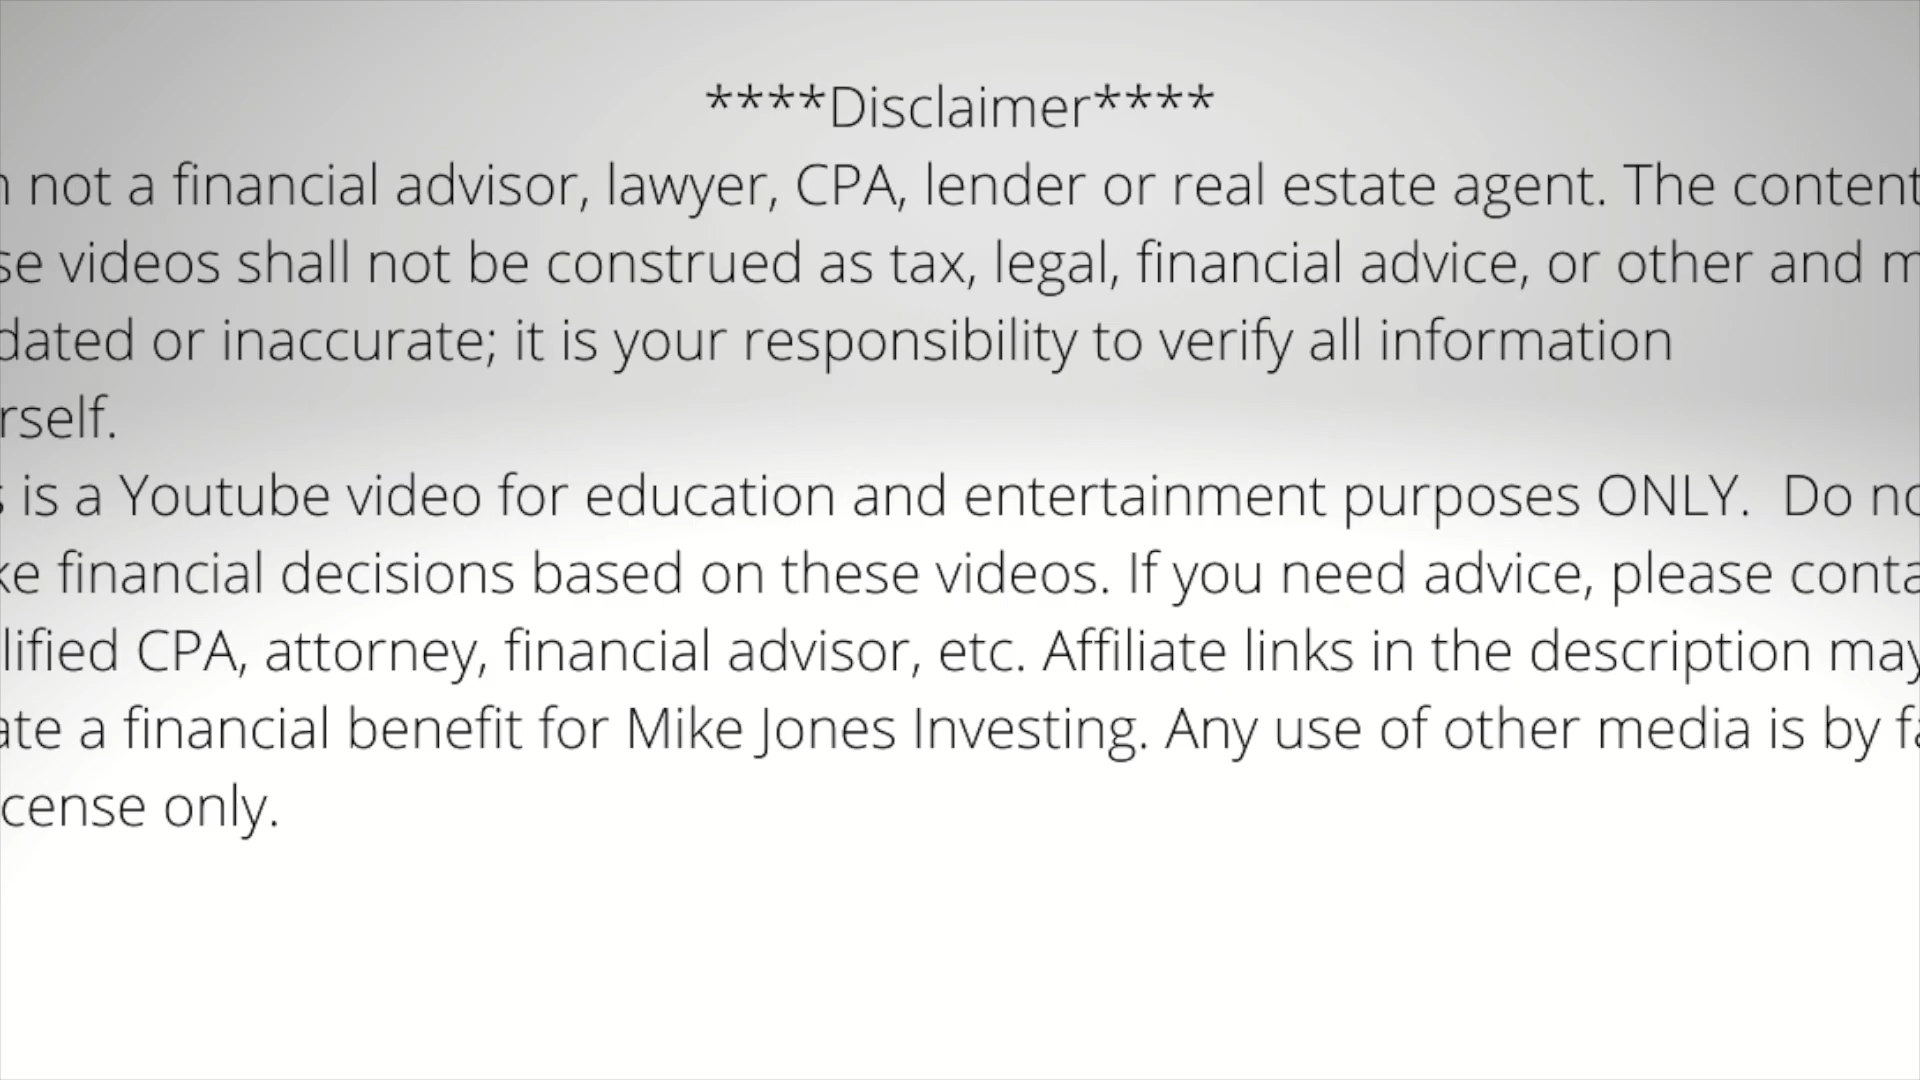 ****Disclaimer****
not a financial advisor, lawyer, CPA, lender or real estate agent. The content
se videos shall not be construed as tax, legal, financial advice, or other and m
dated or inaccurate; it is your responsibility to verify all information
rself.
s is a Youtube video for education and entertainment purposes ONLY.  Do no
ke financial decisions based on these videos. If you need advice, please conta
lified CPA, attorney, financial advisor, etc. Affiliate links in the description may
ate a financial benefit for Mike Jones Investing. Any use of other media is by fa
cense only.